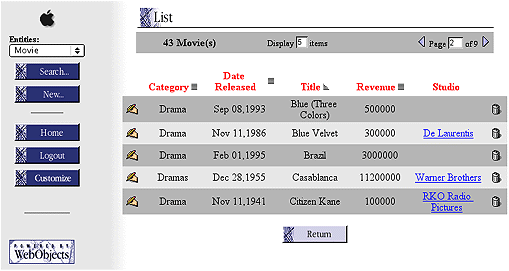 Entities:
Movie
Search...
New...
Home
Logout
Customize
POWERED BY
WebObjects
List
43 Movie(s) Display 5 items Page 2 of 9
Category Date Released Title Revenue Studio
Drama Sep 08,1993 Blue (Three Colors) 500000
Drama Nov 11,1986 Blue Velvet 300000 De Laurentis
Drama Feb 01,1995 Brazil 3000000
Dramas Dec 28,1955 Casablanca 11200000 Warner Brothers
Drama Nov 11,1941 Citizen Kane 100000 RKO Radio Pictures
Return